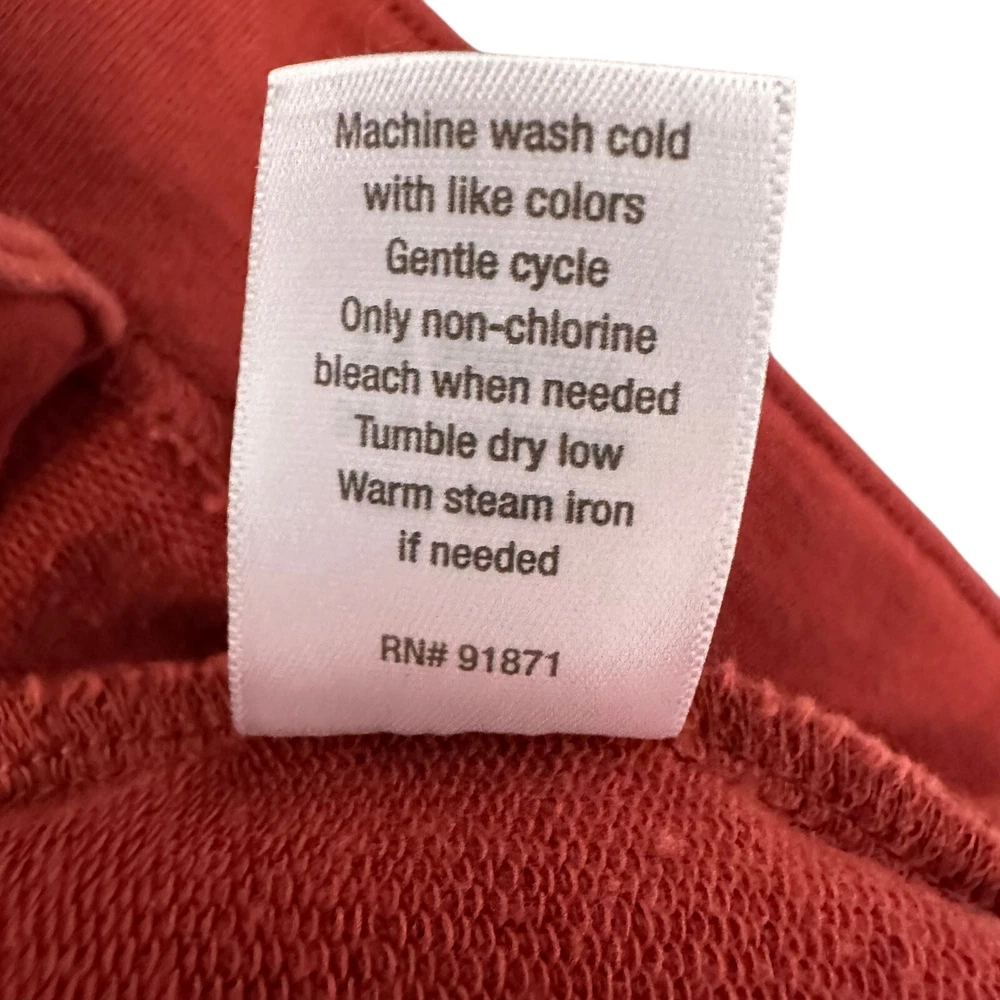 Machine wash cold
with like colors
Gentle cycle
Only non-chlorine
bleach when needed
Tumble dry low
Warm steam iron
if needed
RN# 91871